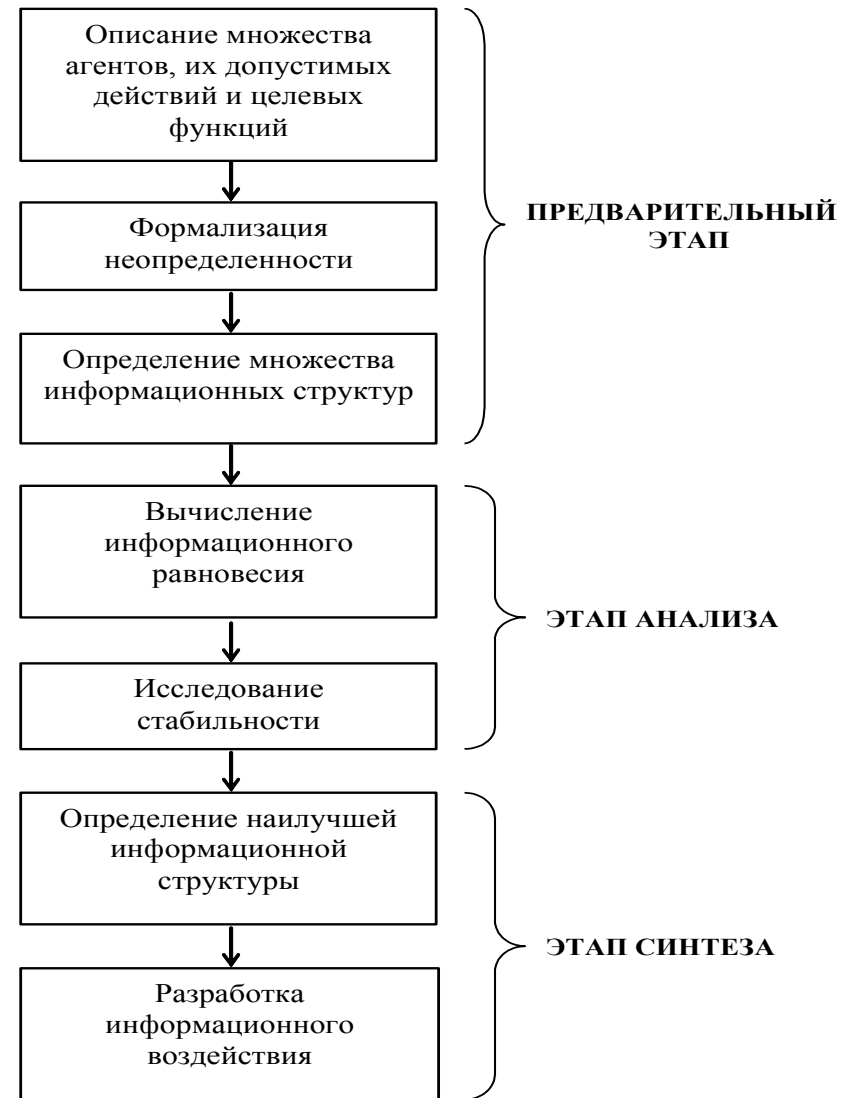 Описание множества
агентов, их допустимых
действий и целевых
функций
Формализация
неопределенности
Определение множества
информационных структур
ПРЕДВАРИТЕЛЬНЫЙ
ЭТАП
Вычисление
информационного
равновесия
Исследование
стабильности
ЭТАП АНАЛИЗА
Определение наилучшей
информационной
структуры
Разработка
информационного
воздействия
ЭТАП СИНТЕЗА